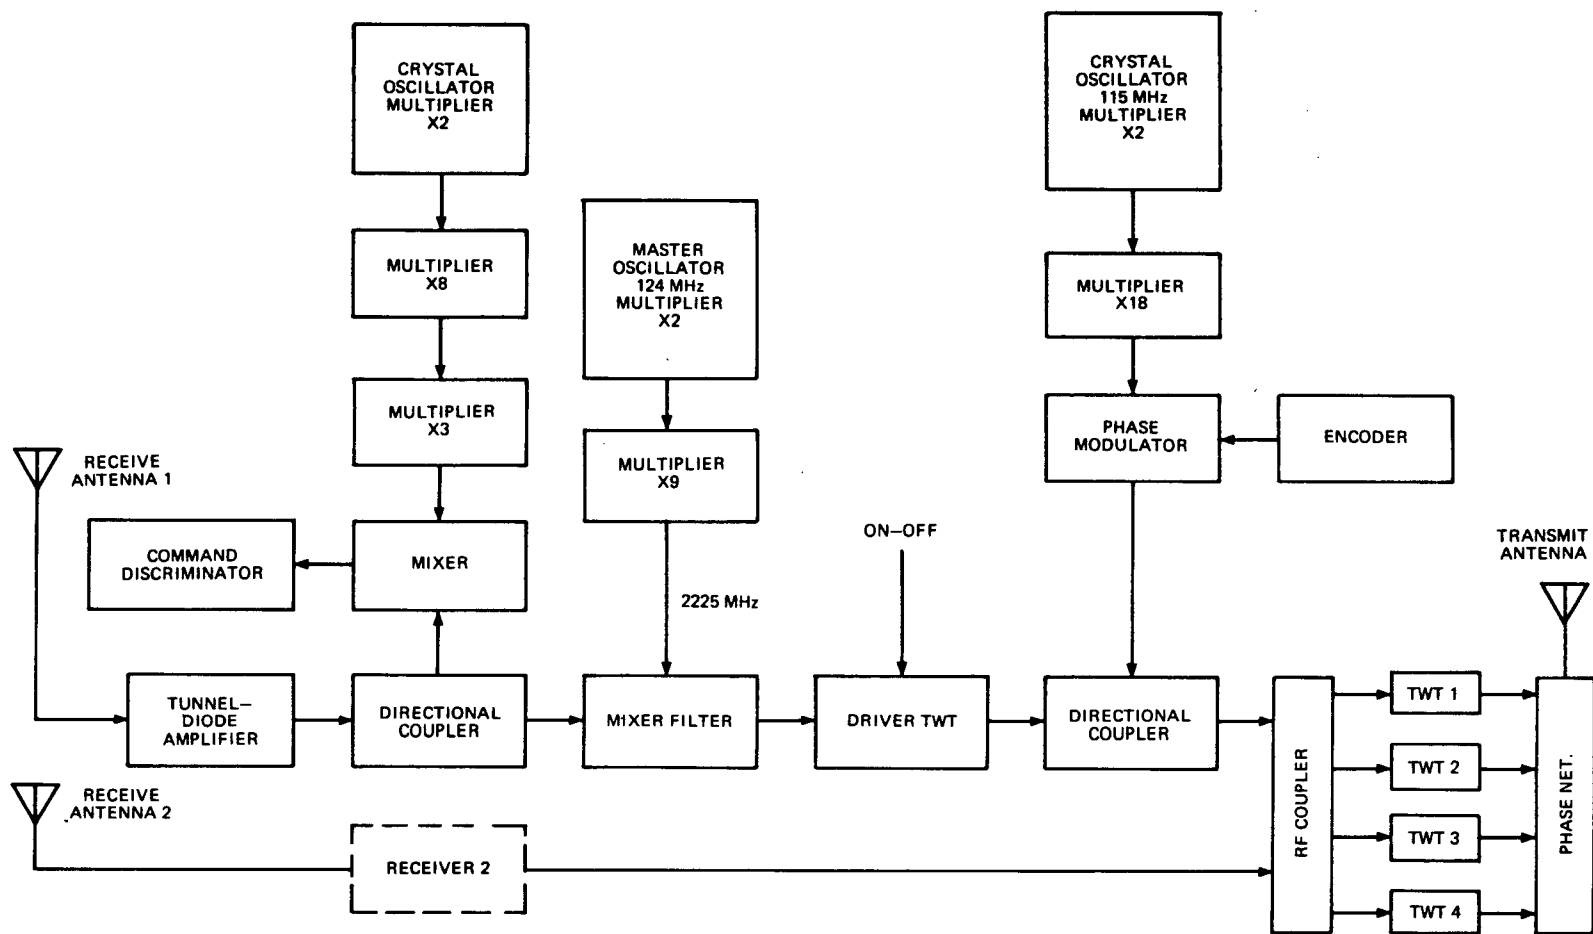 CRYSTAL
OSCILLATOR
MULTIPLIER
X2
CRYSTAL
OSCILLATOR
115 MHz
MULTIPLIER
X2
MULTIPLIER
X8
MASTER
OSCILLATOR
124 MHz
MULTIPLIER
X2
MULTIPLIER
X18
MULTIPLIER
X3
PHASE
MODULATOR
ENCODER
RECEIVE
ANTENNA 1
MULTIPLIER
X9
COMMAND
DISCRIMINATOR
MIXER
ON–OFF
TRANSMIT
ANTENNA
2225 MHz
TUNNEL–
DIODE
AMPLIFIER
DIRECTIONAL
COUPLER
MIXER FILTER
DRIVER TWT
DIRECTIONAL
COUPLER
RF COUPLER
TWT 1
TWT 2
TWT 3
TWT 4
PHASE NET.
RECEIVE
ANTENNA 2
RECEIVER 2